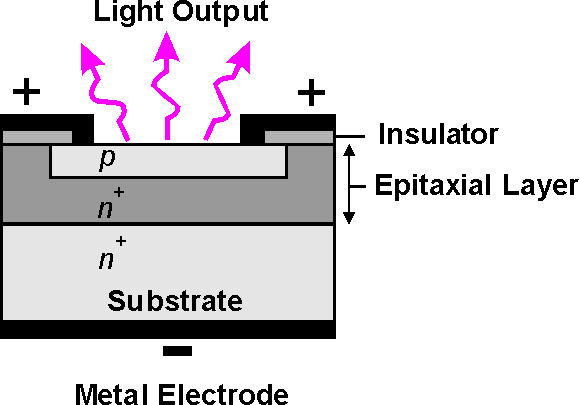 Light Output
+ +
Insulator
p
Epitaxial Layer
n+
n+
Substrate
-
Metal Electrode